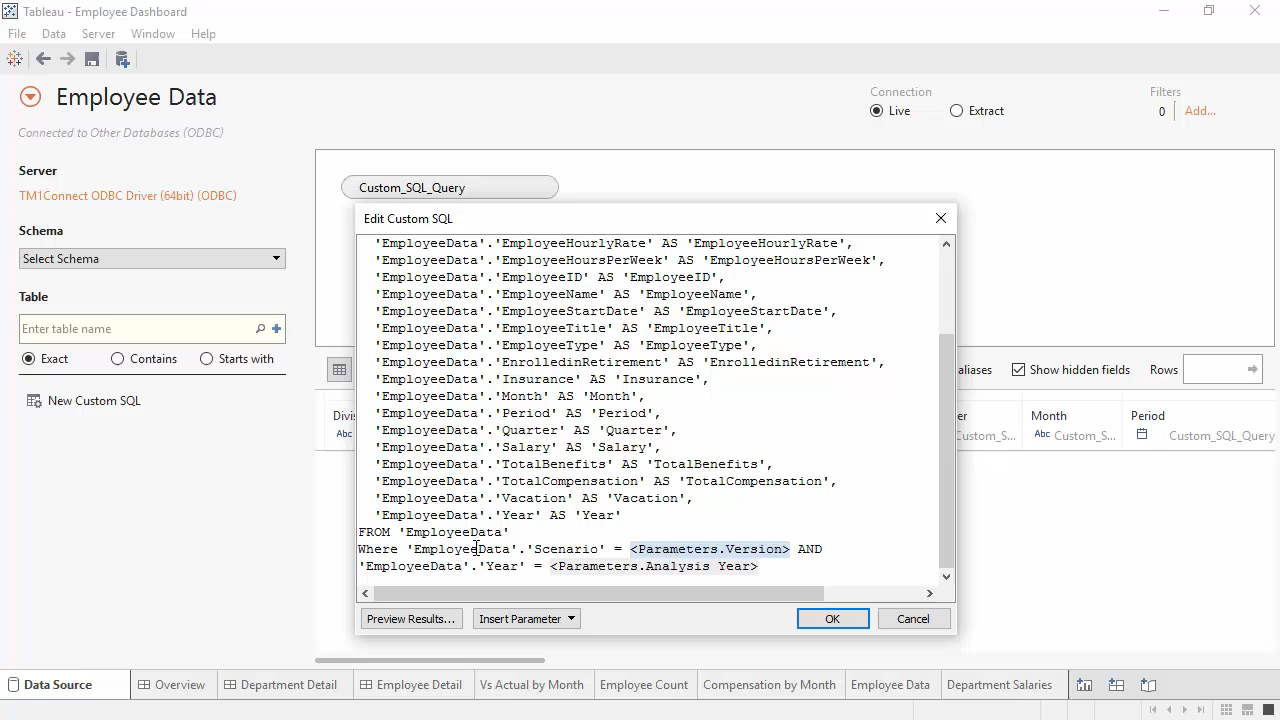 Tableau - Employee Dashboard
File Data Server Window Help
Employee Data
Connected to Other Databases (ODBC)
Connection
Live Extract
Filters
0 Add...
Server
TM1Connect ODBC Driver (64bit) (ODBC)
Schema
Select Schema
Table
Enter table name
Exact Contains Starts with
New Custom SQL
Custom_SQL_Query
Edit Custom SQL
'EmployeeData'.'EmployeeHourlyRate' AS 'EmployeeHourlyRate',
'EmployeeData'.'EmployeeHoursPerWeek' AS 'EmployeeHoursPerWeek',
'EmployeeData'.'EmployeeID' AS 'EmployeeID',
'EmployeeData'.'EmployeeName' AS 'EmployeeName',
'EmployeeData'.'EmployeeStartDate' AS 'EmployeeStartDate',
'EmployeeData'.'EmployeeTitle' AS 'EmployeeTitle',
'EmployeeData'.'EmployeeType' AS 'EmployeeType',
'EmployeeData'.'EnrolledinRetirement' AS 'EnrolledinRetirement',
'EmployeeData'.'Insurance' AS 'Insurance',
'EmployeeData'.'Month' AS 'Month',
'EmployeeData'.'Period' AS 'Period',
'EmployeeData'.'Quarter' AS 'Quarter',
'EmployeeData'.'Salary' AS 'Salary',
'EmployeeData'.'TotalBenefits' AS 'TotalBenefits',
'EmployeeData'.'TotalCompensation' AS 'TotalCompensation',
'EmployeeData'.'Vacation' AS 'Vacation',
'EmployeeData'.'Year' AS 'Year'
FROM 'EmployeeData'
Where 'EmployeeData'.'Scenario' = <Parameters.Version> AND
'EmployeeData'.'Year' = <Parameters.Analysis Year>
Preview Results... Insert Parameter OK Cancel
aliases Show hidden fields Rows
Divis
Abc
er
Custom_S...
Month
Abc Custom_S...
Period
Custom_SQL_Query
Data Source Overview Department Detail Employee Detail Vs Actual by Month Employee Count Compensation by Month Employee Data Department Salaries